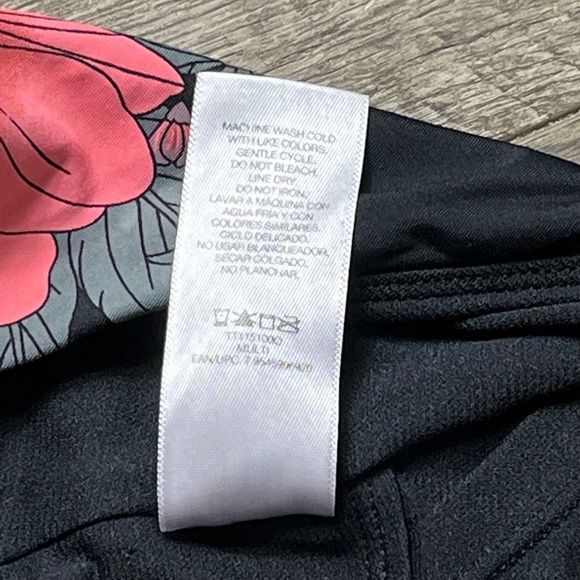 MACHINE WASH COLD
WITH LIKE COLORS,
GENTLE CYCLE.
DO NOT BLEACH.
LINE DRY.
DO NOT IRON.
LAVAR A MÁQUINA CON
AGUA FRÍA Y CON
COLORES SIMILARES.
CICLO DELICADO.
NO USAR BLANQUEADOR.
SECAR COLGADO.
NO PLANCHAR.
MULTI
EAN/UPC: